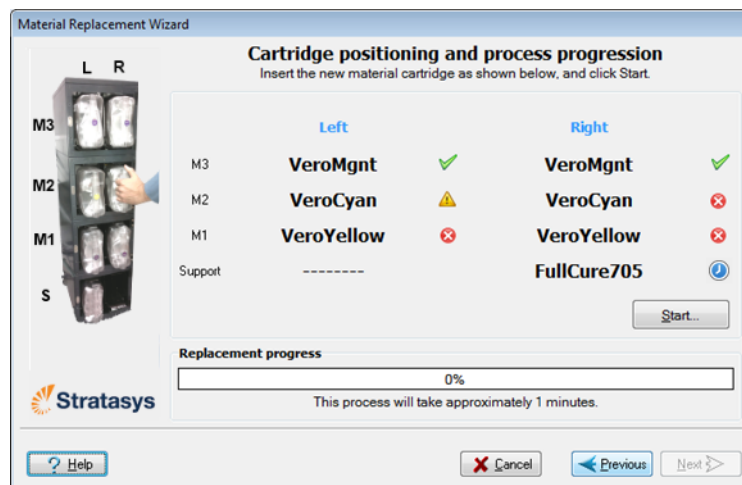 Material Replacement Wizard
Cartridge positioning and process progression
Insert the new material cartridge as shown below, and click Start.
L R
M3
M2
M1
S
Left Right
M3 VeroMgnt VeroMgnt
M2 VeroCyan VeroCyan
M1 VeroYellow VeroYellow
Support -------- FullCure705
Start...
Replacement progress
0%
This process will take approximately 1 minutes.
Stratasys
? Help
Cancel
Previous
Next